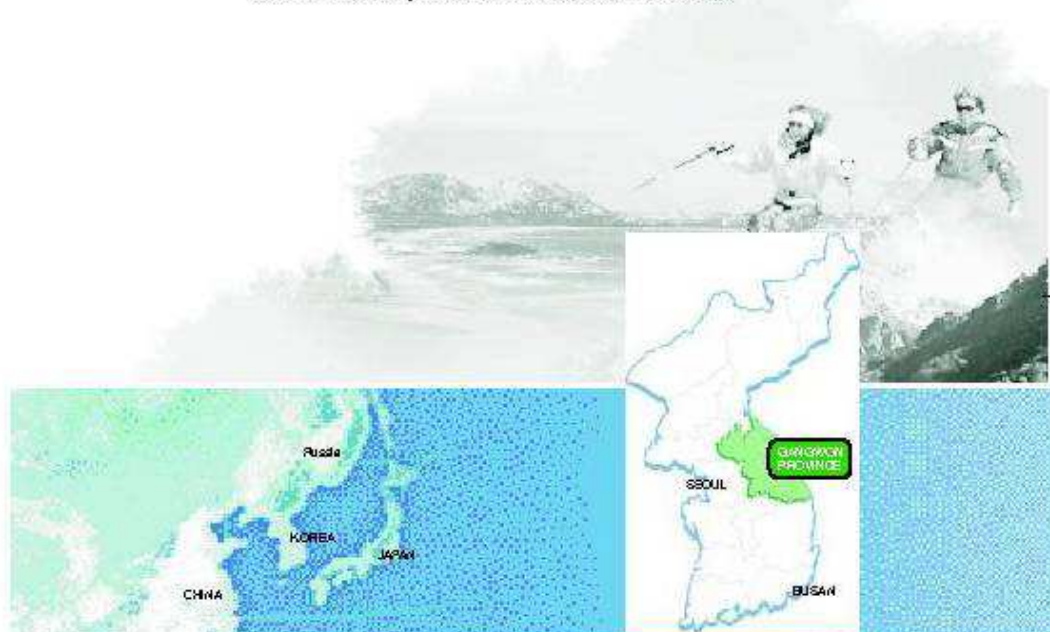 Russia
KOREA
JAPAN
CHINA
GANGWON
PROVINCE
SEOUL
BUSAN